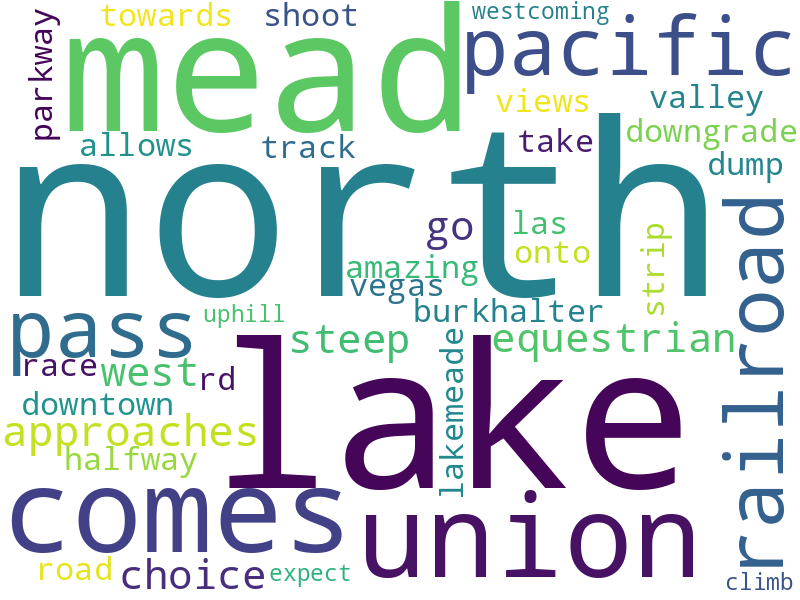 towards
shoot
westcoming
parkway
mead
pacific
views
valley
allows
track
take
downgrade
dump
north
go
las
onto
strip
railroad
amazing
vegas
burkhalter
pass
uphill
steep
equestrian
race
west
rd
lakemeade
lake
downtown
approaches
halfway
comes
union
road
choice
expect
climb